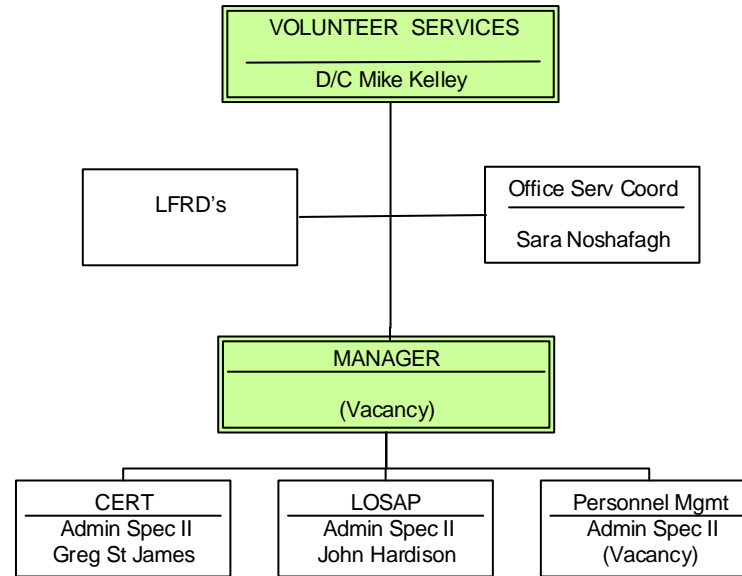 VOLUNTEER SERVICES
D/C Mike Kelley
LFRD's
Office Serv Coord
Sara Noshafagh
MANAGER
(Vacancy)
CERT
Admin Spec II
Greg St James
LOSAP
Admin Spec II
John Hardison
Personnel Mgmt
Admin Spec II
(Vacancy)